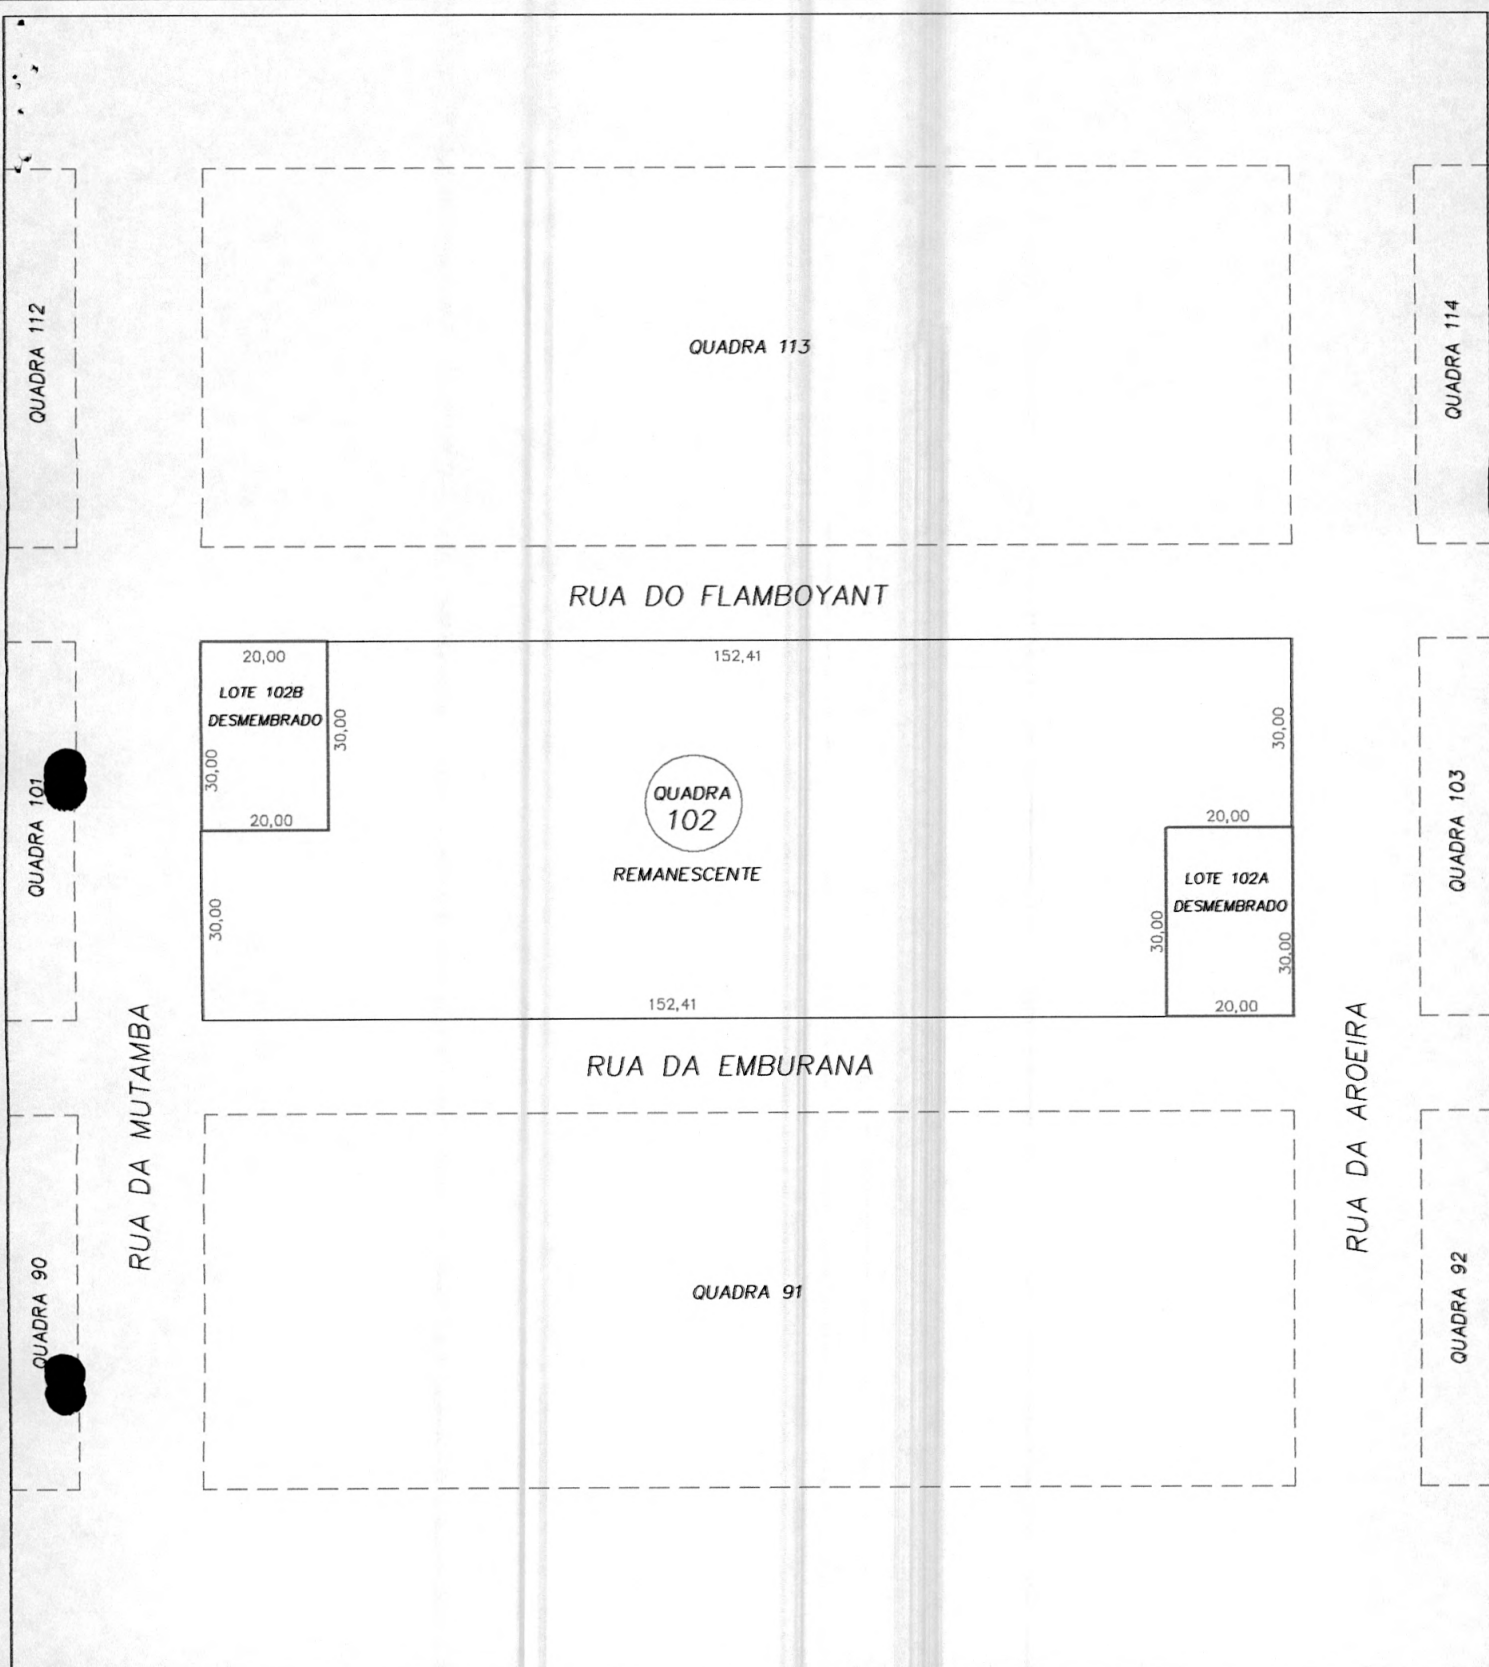 QUADRA 112
QUADRA 113
QUADRA 114
RUA DO FLAMBOYANT
20,00
152,41
LOTE 102B
DESMEMBRADO
30,00
30,00
30,00
20,00
QUADRA 101
QUADRA
102
REMANESCENTE
20,00
LOTE 102A
DESMEMBRADO
30,00
30,00
20,00
QUADRA 103
30,00
152,41
RUA DA EMBURANA
RUA DA MUTAMBA
RUA DA AROEIRA
QUADRA 90
QUADRA 91
QUADRA 92